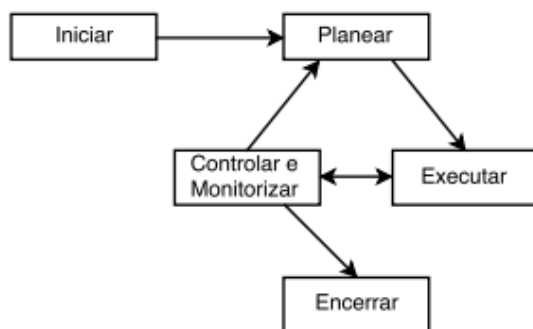 Iniciar
Planear
Controlar e
Monitorizar
Executar
Encerrar